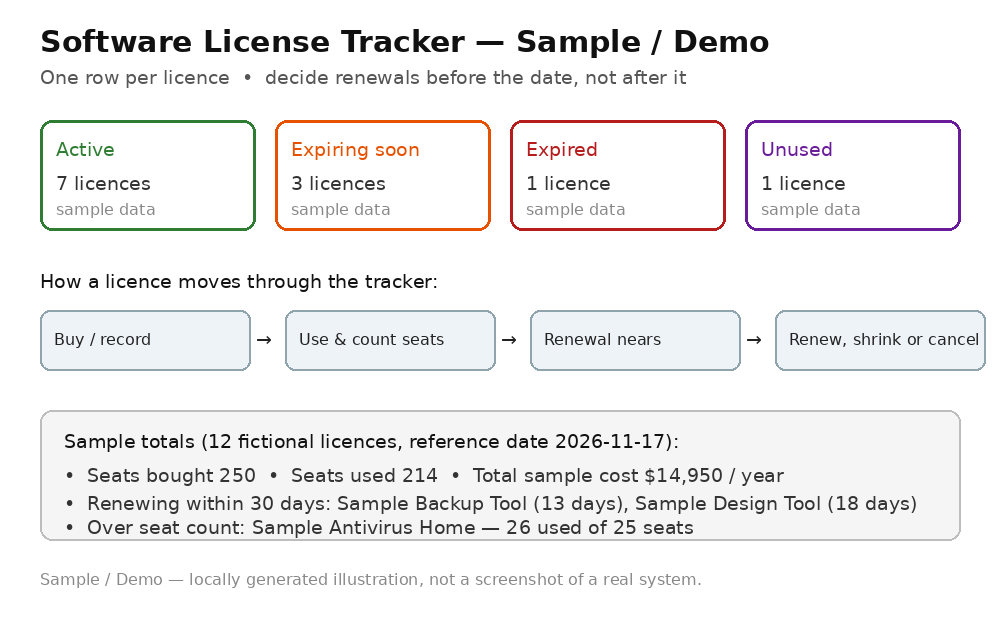 Software License Tracker — Sample / Demo
One row per licence • decide renewals before the date, not after it
Active
7 licences
sample data
Expiring soon
3 licences
sample data
Expired
1 licence
sample data
Unused
1 licence
sample data
How a licence moves through the tracker:
Buy / record → Use & count seats → Renewal nears → Renew, shrink or cancel
Sample totals (12 fictional licences, reference date 2026-11-17):
• Seats bought 250 • Seats used 214 • Total sample cost $14,950 / year
• Renewing within 30 days: Sample Backup Tool (13 days), Sample Design Tool (18 days)
• Over seat count: Sample Antivirus Home — 26 used of 25 seats
Sample / Demo — locally generated illustration, not a screenshot of a real system.